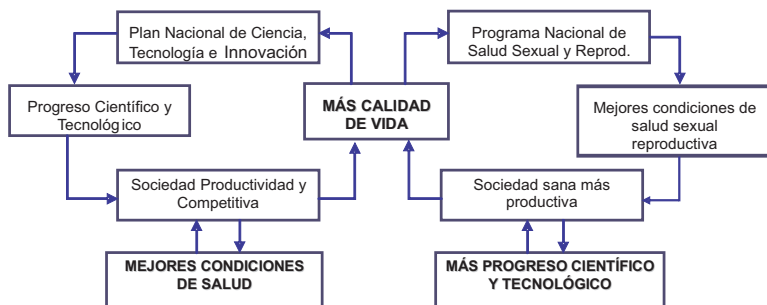 Plan Nacional de Ciencia,
Tecnología e Innovación
Programa Nacional de
Salud Sexual y Reprod.
Progreso Científico y
Tecnológico
MÁS CALIDAD
DE VIDA
Mejores condiciones de
salud sexual
reproductiva
Sociedad Productividad y
Competitiva
Sociedad sana más
productiva
MEJORES CONDICIONES
DE SALUD
MÁS PROGRESO CIENTÍFICO
Y TECNOLÓGICO